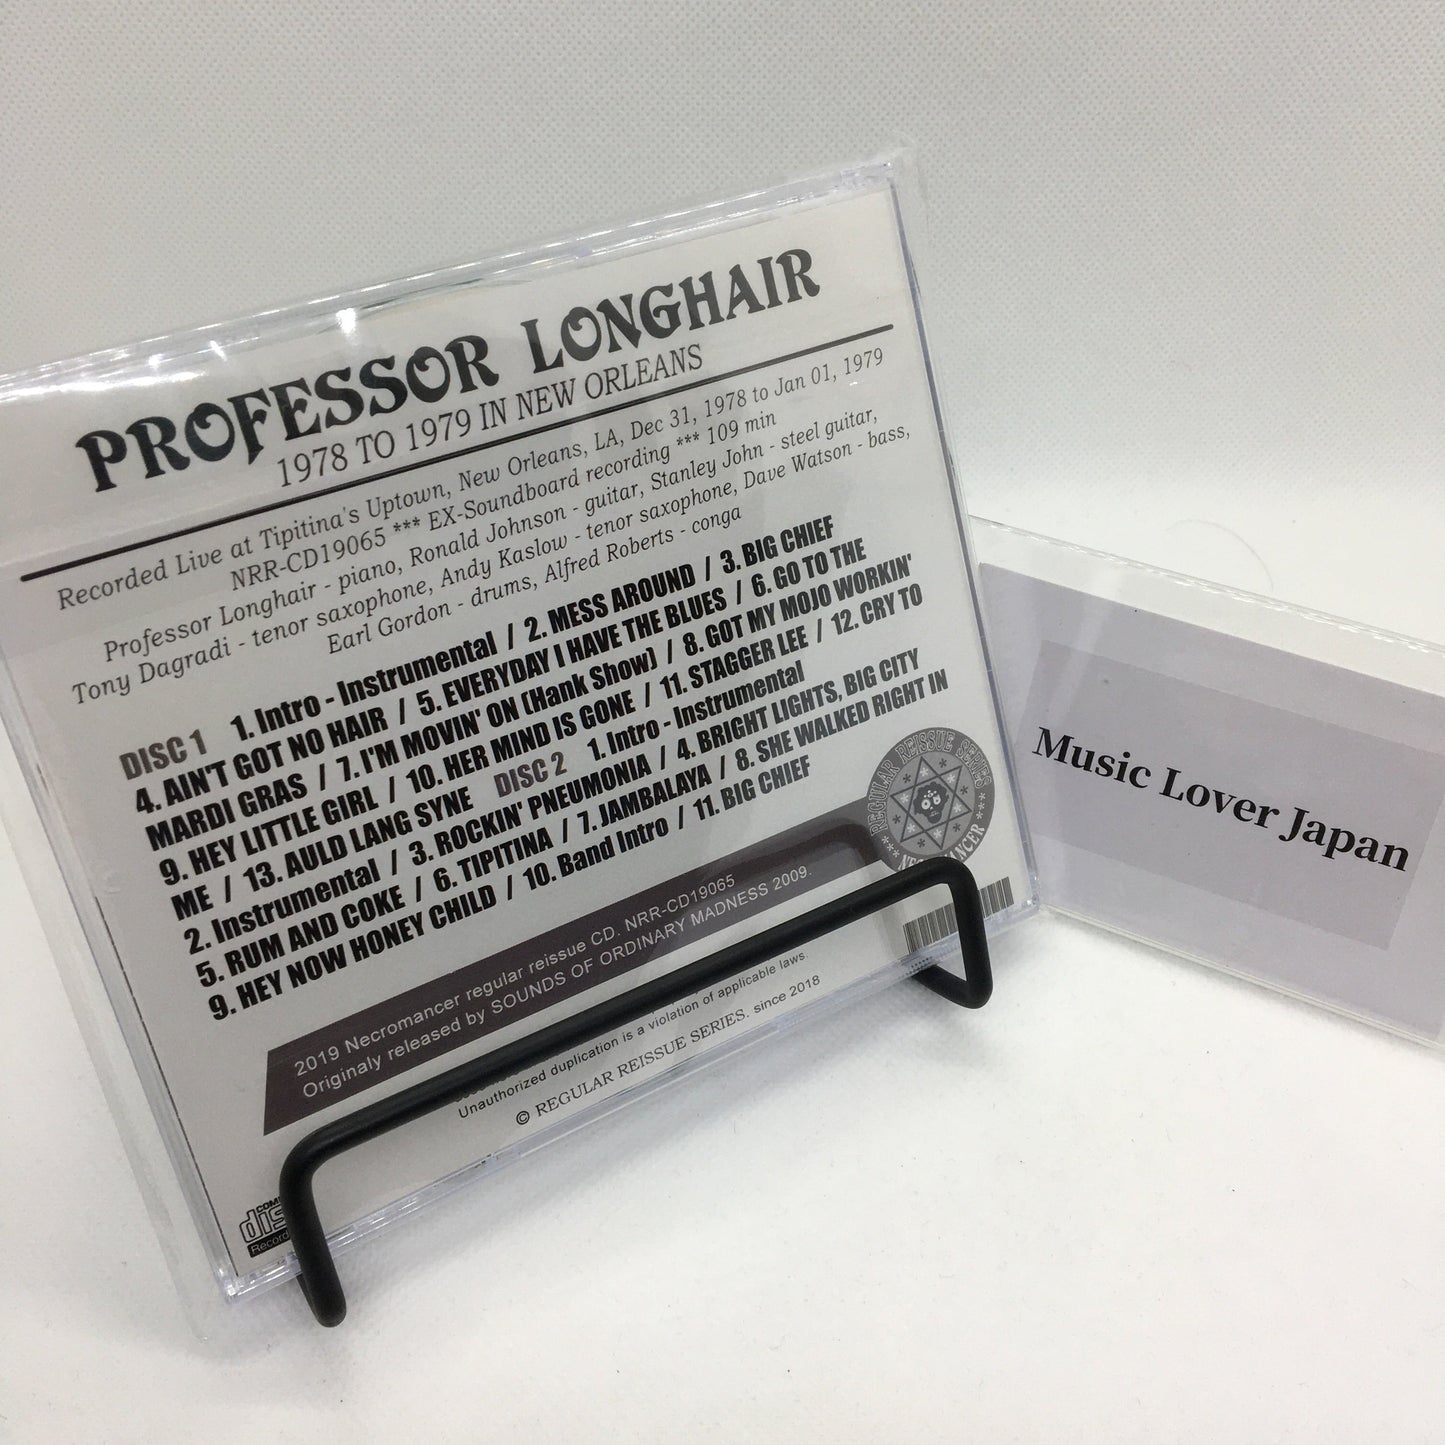 PROFESSOR LONGHAIR
1978 TO 1979 IN NEW ORLEANS
Recorded Live at Tipitina's Uptown, New Orleans, LA, Dec 31, 1978 to Jan 01, 1979
NRR-CD19065 *** EX-Soundboard recording *** 109 min
Professor Longhair - piano, Ronald Johnson - guitar, Stanley John - steel guitar,
Tony Dagradi - tenor saxophone, Andy Kaslow - tenor saxophone, Dave Watson - bass,
Earl Gordon - drums, Alfred Roberts - conga
DISC 1 1. Intro - Instrumental / 2. MESS AROUND / 3. BIG CHIEF
4. AIN'T GOT NO HAIR / 5. EVERYDAY I HAVE THE BLUES / 6. GO TO THE
MARDI GRAS / 7. I'M MOVIN' ON (Hank Show) / 8. GOT MY MOJO WORKIN'
9. HEY LITTLE GIRL / 10. HER MIND IS GONE / 11. STAGGER LEE / 12. CRY TO
ME / 13. AULD LANG SYNE DISC 2 1. Intro - Instrumental
2. Instrumental / 3. ROCKIN' PNEUMONIA / 4. BRIGHT LIGHTS, BIG CITY
5. RUM AND COKE / 6. TIPITINA / 7. JAMBALAYA / 8. SHE WALKED RIGHT IN
9. HEY NOW HONEY CHILD / 10. Band Intro / 11. BIG CHIEF
REGULAR REISSUE SERIES
2019 Necromancer regular reissue CD. NRR-CD19065
Originaly released by SOUNDS OF ORDINARY MADNESS 2009.
Unauthorized duplication is a violation of applicable laws.
© REGULAR REISSUE SERIES. since 2018
Music Lover Japan